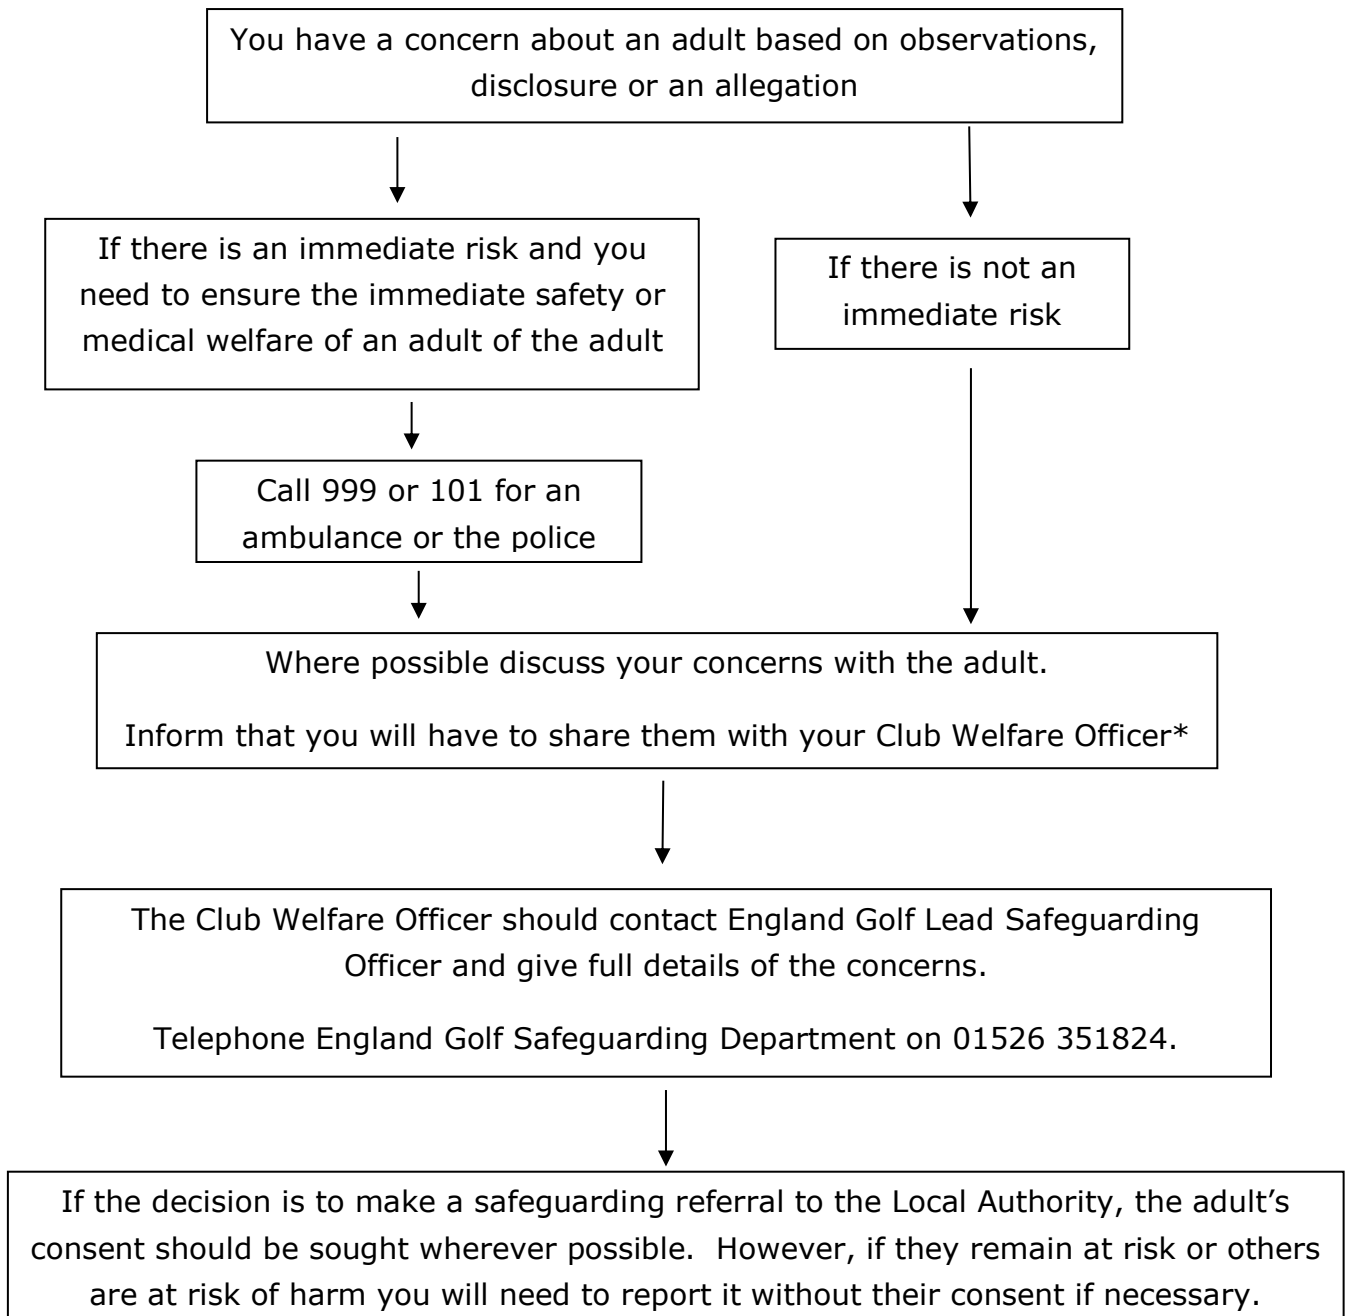 You have a concern about an adult based on observations,
disclosure or an allegation
If there is an immediate risk and you
need to ensure the immediate safety or
medical welfare of an adult of the adult
If there is not an
immediate risk
Call 999 or 101 for an
ambulance or the police
Where possible discuss your concerns with the adult.
Inform that you will have to share them with your Club Welfare Officer*
The Club Welfare Officer should contact England Golf Lead Safeguarding
Officer and give full details of the concerns.
Telephone England Golf Safeguarding Department on 01526 351824.
If the decision is to make a safeguarding referral to the Local Authority, the adult’s
consent should be sought wherever possible.  However, if they remain at risk or others
are at risk of harm you will need to report it without their consent if necessary.